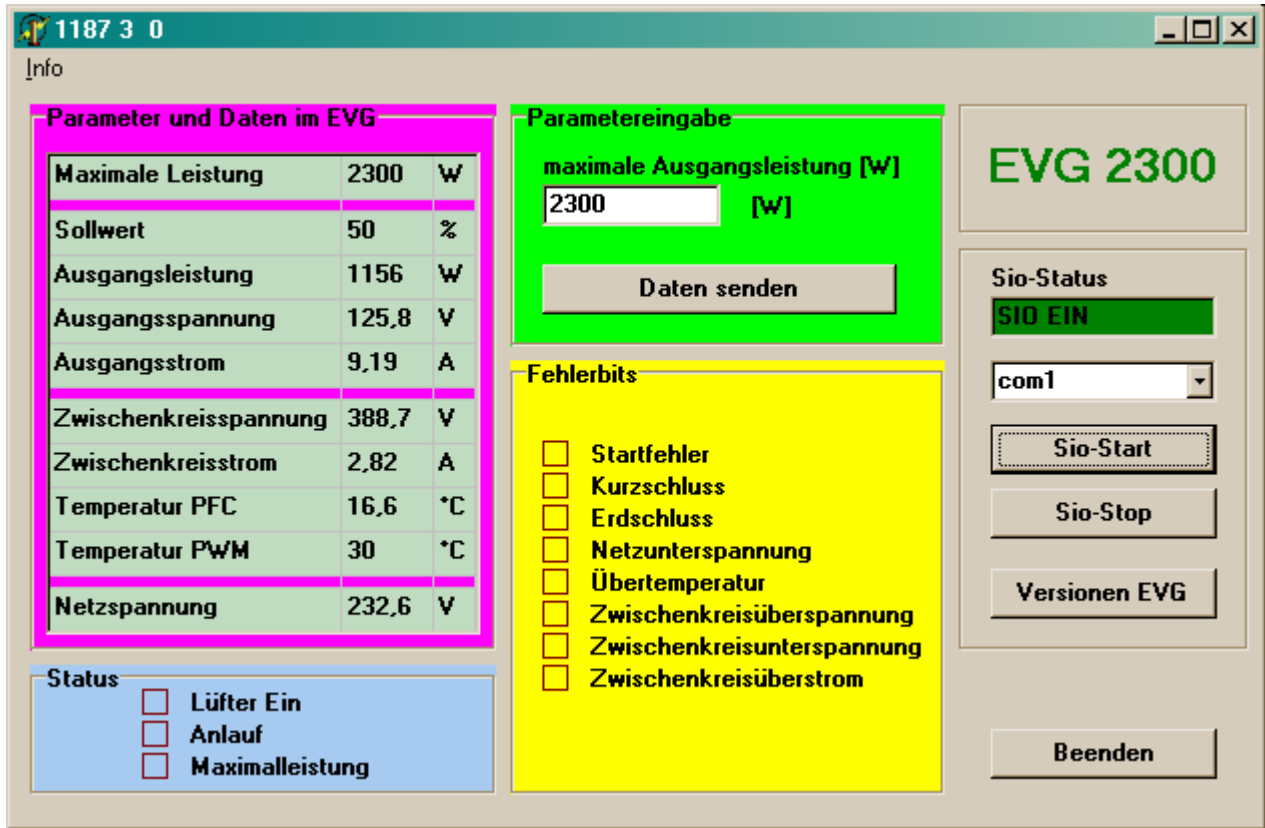 1187 3 0
Info
Parameter und Daten im EVG
Maximale Leistung 2300 W
Sollwert 50 %
Ausgangsleistung 1156 W
Ausgangsspannung 125,8 V
Ausgangsstrom 9,19 A
Zwischenkreisspannung 388,7 V
Zwischenkreisstrom 2,82 A
Temperatur PFC 16,6 °C
Temperatur PWM 30 °C
Netzspannung 232,6 V
Status
Lüfter Ein
Anlauf
Maximalleistung
Parametereingabe
maximale Ausgangsleistung [W]
2300 [W]
Daten senden
Fehlerbits
Startfehler
Kurzschluss
Erdschluss
Netzunterspannung
Übertemperatur
Zwischenkreisüberspannung
Zwischenkreisunterspannung
Zwischenkreisüberstrom
EVG 2300
Sio-Status
SIO EIN
com1
Sio-Start
Sio-Stop
Versionen EVG
Beenden